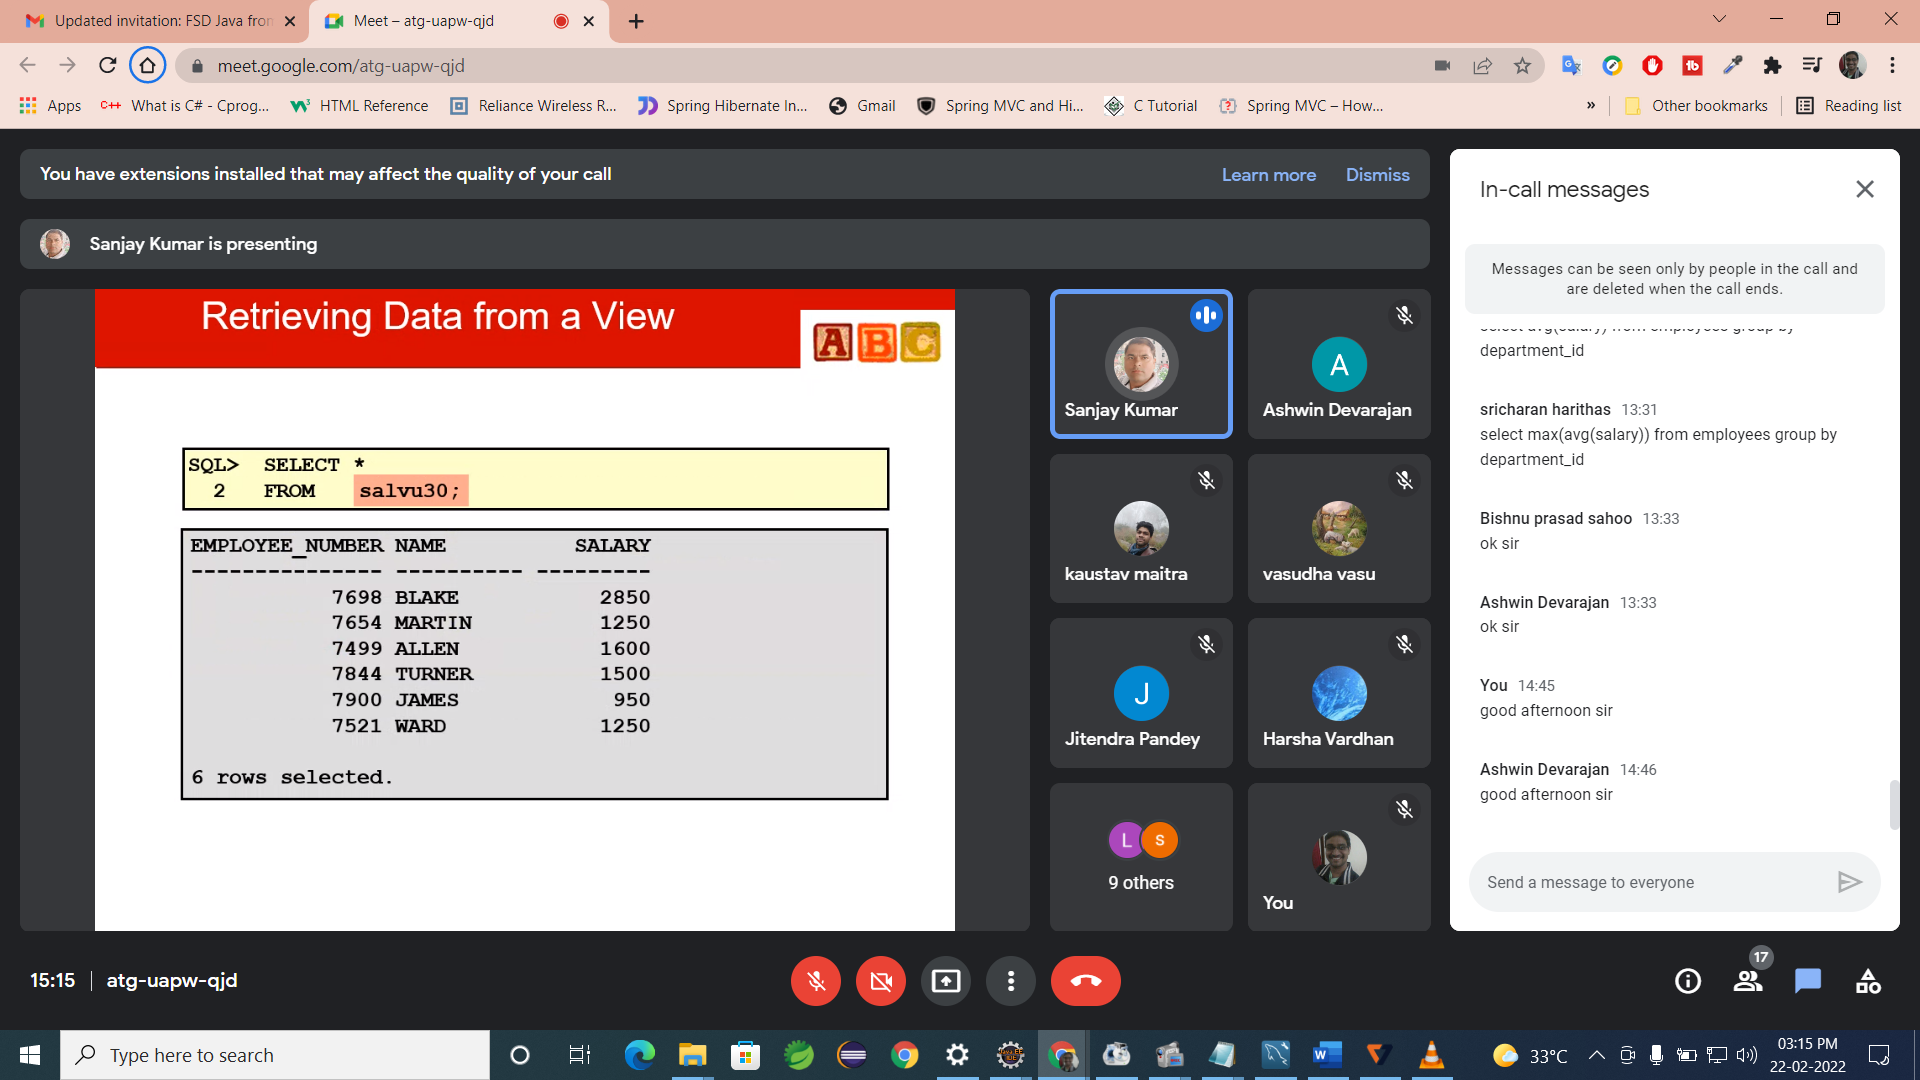 Updated invitation: FSD Java fron
Meet – atg-uapw-qjd
meet.google.com/atg-uapw-qjd
Apps
What is C# - Cprog...
HTML Reference
Reliance Wireless R...
Spring Hibernate In...
Gmail
Spring MVC and Hi...
C Tutorial
Spring MVC – How...
»
Other bookmarks
Reading list
You have extensions installed that may affect the quality of your call
Learn more
Dismiss
Sanjay Kumar is presenting
Retrieving Data from a View
ABC
SQL> SELECT *
2 FROM salvu30;
EMPLOYEE_NUMBER NAME SALARY
--------------- ---------- ---------
7698 BLAKE 2850
7654 MARTIN 1250
7499 ALLEN 1600
7844 TURNER 1500
7900 JAMES 950
7521 WARD 1250
6 rows selected.
Sanjay Kumar
A
Ashwin Devarajan
kaustav maitra
vasudha vasu
J
Jitendra Pandey
Harsha Vardhan
L
S
9 others
You
In-call messages
Messages can be seen only by people in the call and
are deleted when the call ends.
select avg(salary) from employees group by
department_id
sricharan harithas 13:31
select max(avg(salary)) from employees group by
department_id
Bishnu prasad sahoo 13:33
ok sir
Ashwin Devarajan 13:33
ok sir
You 14:45
good afternoon sir
Ashwin Devarajan 14:46
good afternoon sir
Send a message to everyone
15:15
atg-uapw-qjd
17
Type here to search
33°C
03:15 PM
22-02-2022